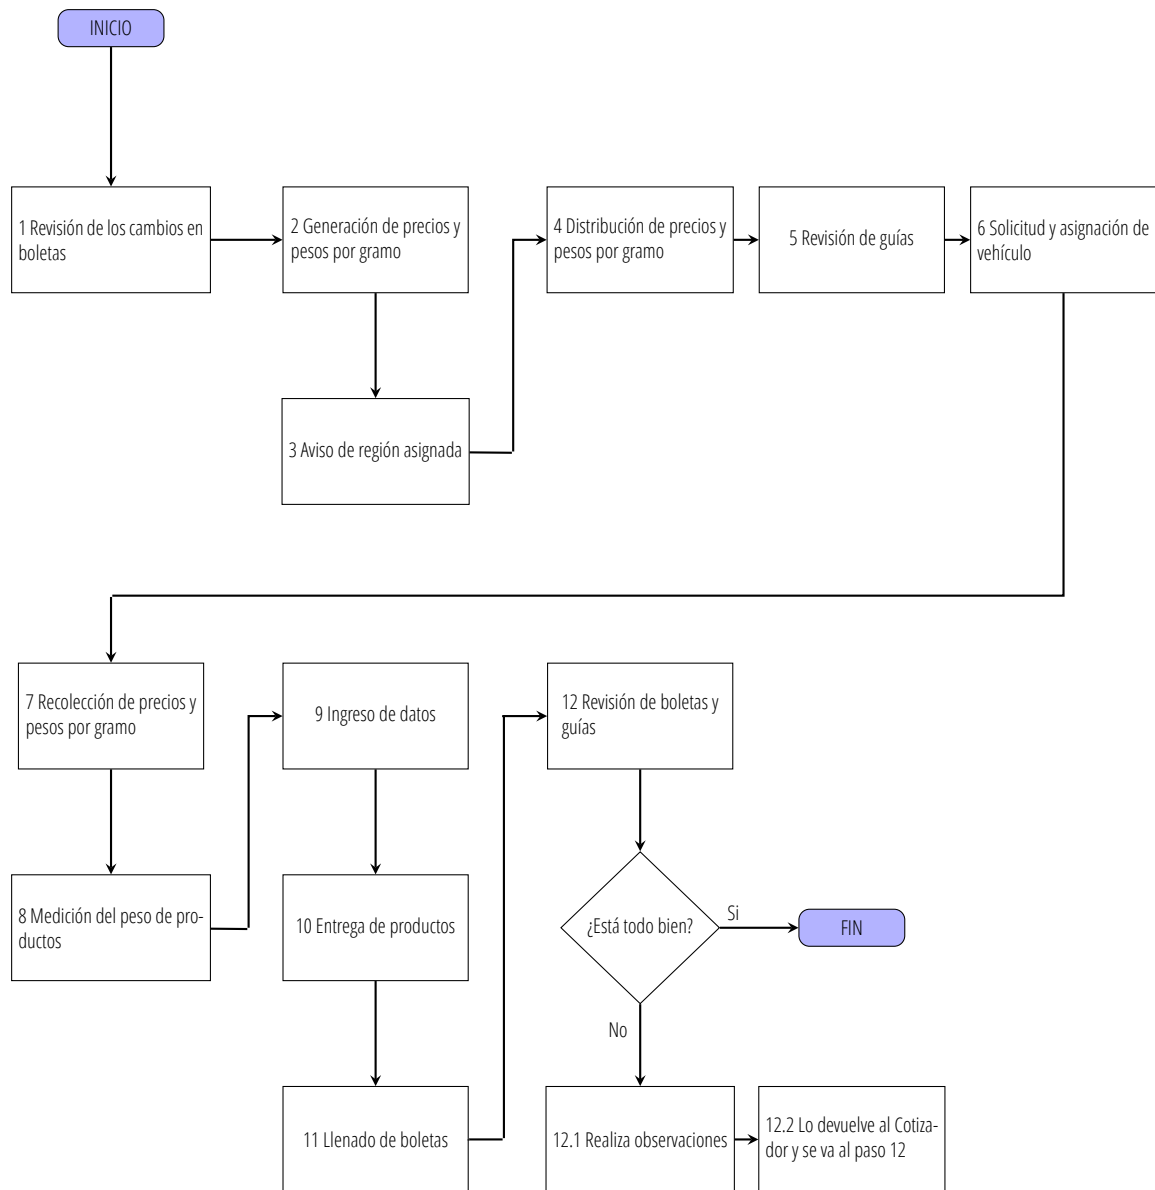 INICIO
1 Revisión de los cambios en
boletas
2 Generación de precios y
pesos por gramo
3 Aviso de región asignada
4 Distribución de precios y
pesos por gramo
5 Revisión de guías
6 Solicitud y asignación de
vehículo
7 Recolección de precios y
pesos por gramo
8 Medición del peso de pro-
ductos
9 Ingreso de datos
10 Entrega de productos
11 Llenado de boletas
12 Revisión de boletas y
guías
¿Está todo bien?
Si
FIN
No
12.1 Realiza observaciones
12.2 Lo devuelve al Cotiza-
dor y se va al paso 12